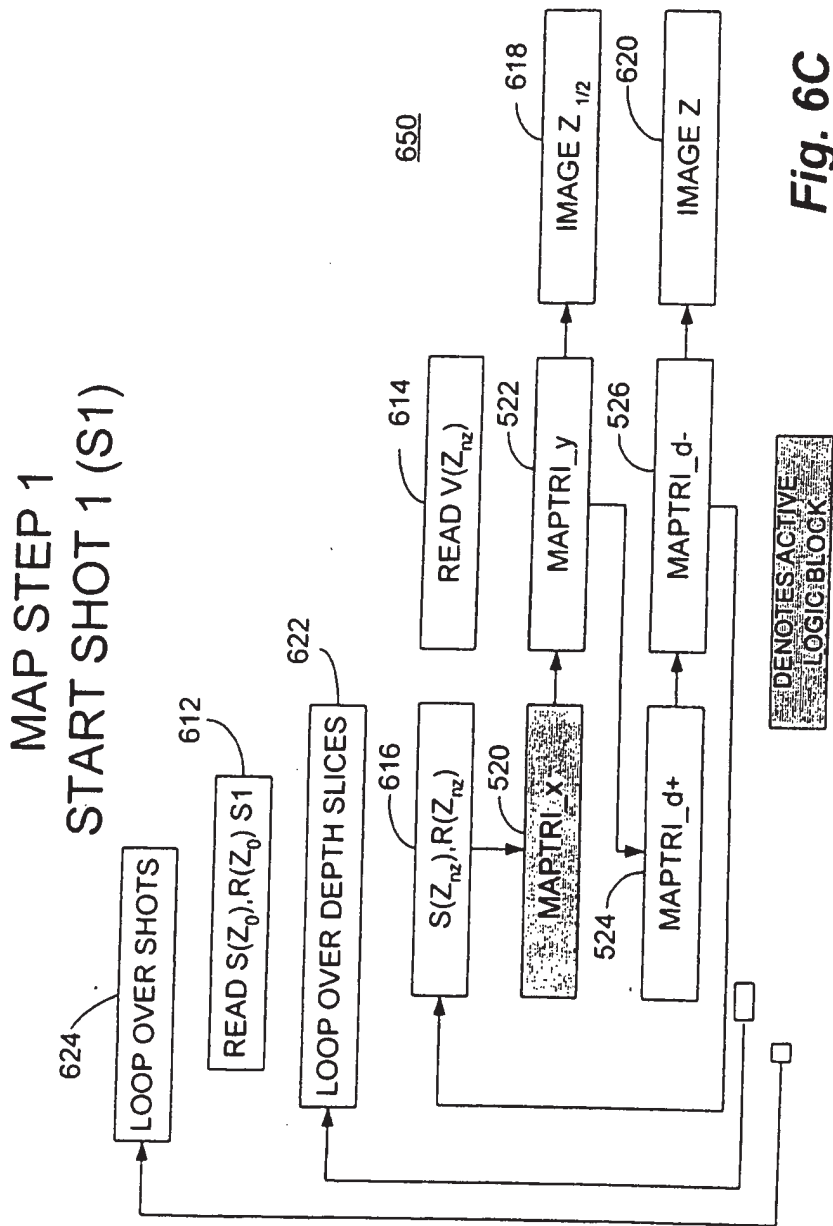 MAP STEP 1
START SHOT 1 (S1)
624
LOOP OVER SHOTS
612
READ S(Z0),R(Z0) S1
622
LOOP OVER DEPTH SLICES
616
S(Znz),R(Znz)
614
READ V(Znz)
650
520
MAPTRI_x
522
MAPTRI_y
618
IMAGE Z 1/2
524
MAPTRI_d+
526
MAPTRI_d-
620
IMAGE Z
DENOTES ACTIVE
LOGIC BLOCK
Fig. 6C